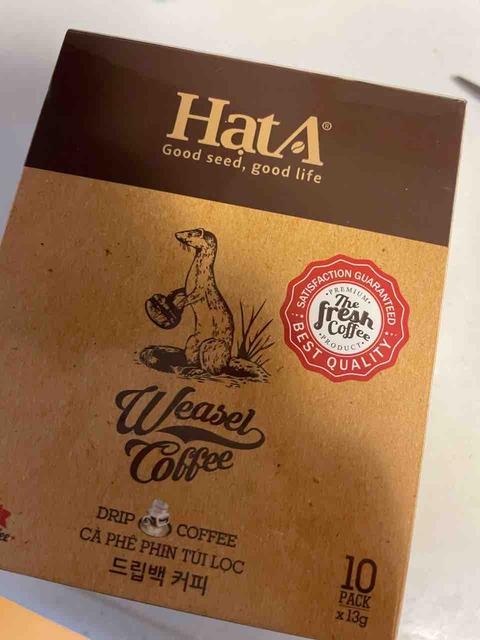 HạtA®
Good seed, good life
SATISFACTION GUARANTEED
PREMIUM
The
fresh
Coffee
PRODUCT
BEST QUALITY
Weasel
Coffee
DRIP COFFEE
CÀ PHÊ PHIN TÚI LỌC
드립백 커피
10
PACK
x 13g